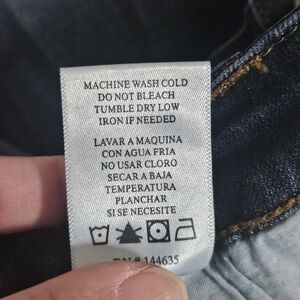 MACHINE WASH COLD
DO NOT BLEACH
TUMBLE DRY LOW
IRON IF NEEDED
LAVAR A MAQUINA
CON AGUA FRIA
NO USAR CLORO
SECAR A BAJA
TEMPERATURA
PLANCHAR
SI SE NECESITE
RN # 144635